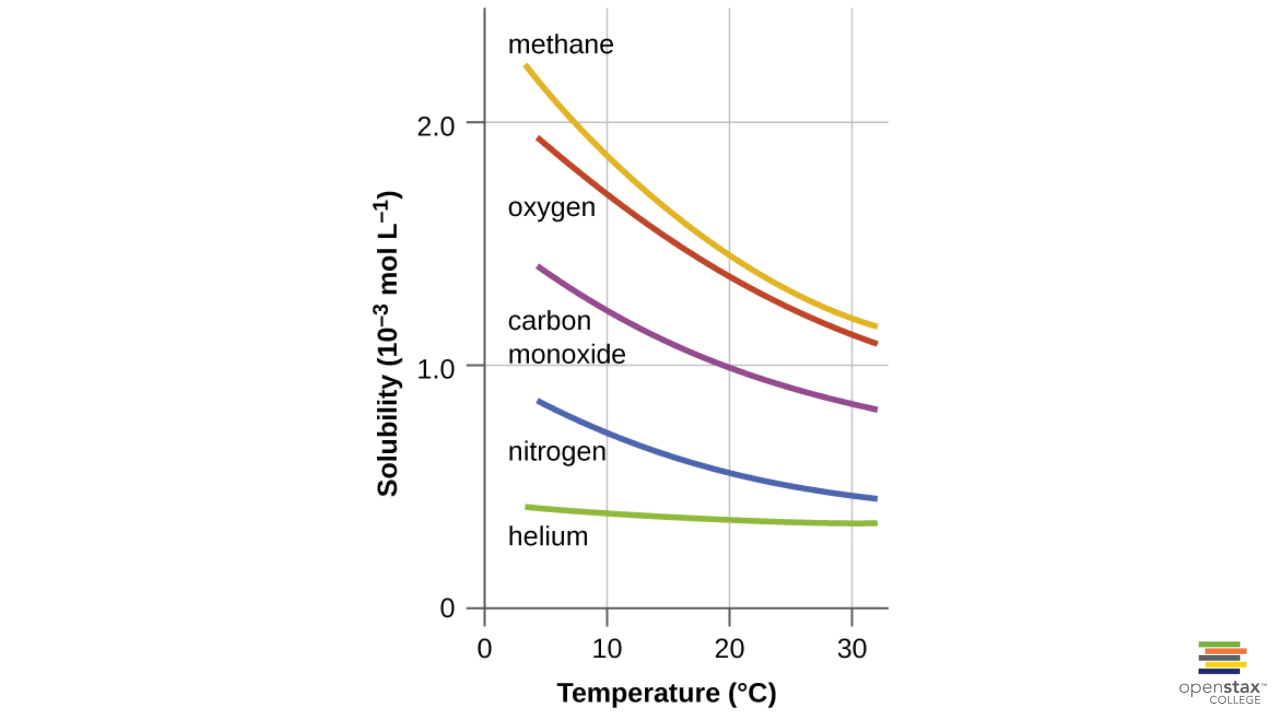 methane
2.0
oxygen
carbon
monoxide
1.0
nitrogen
helium
0
Solubility (10⁻³ mol L⁻¹)
0 10 20 30
Temperature (°C)
openstax™
COLLEGE